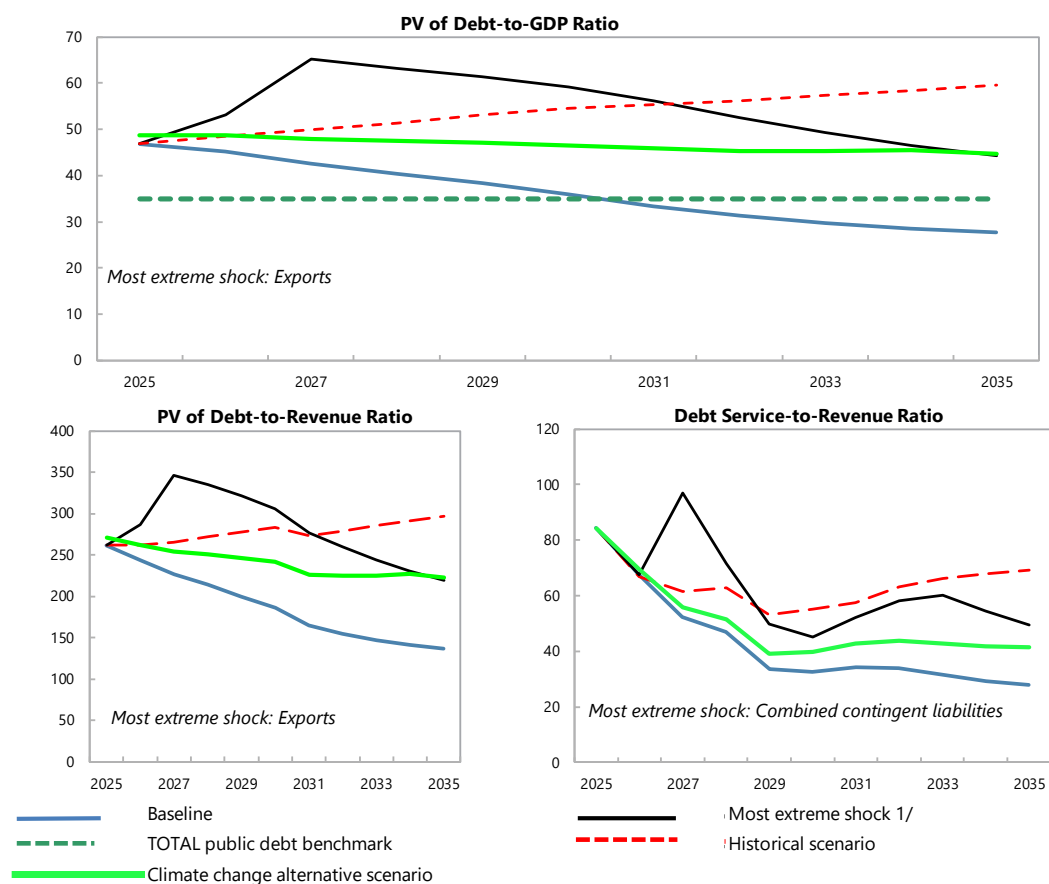 PV of Debt-to-GDP Ratio
70
60
50
40
30
20
10
0
Most extreme shock: Exports
2025 2027 2029 2031 2033 2035
PV of Debt-to-Revenue Ratio
400
350
300
250
200
150
100
50
0
Most extreme shock: Exports
2025 2027 2029 2031 2033 2035
Debt Service-to-Revenue Ratio
120
100
80
60
40
20
0
Most extreme shock: Combined contingent liabilities
2025 2027 2029 2031 2033 2035
Baseline
TOTAL public debt benchmark
Climate change alternative scenario
Most extreme shock 1/
Historical scenario